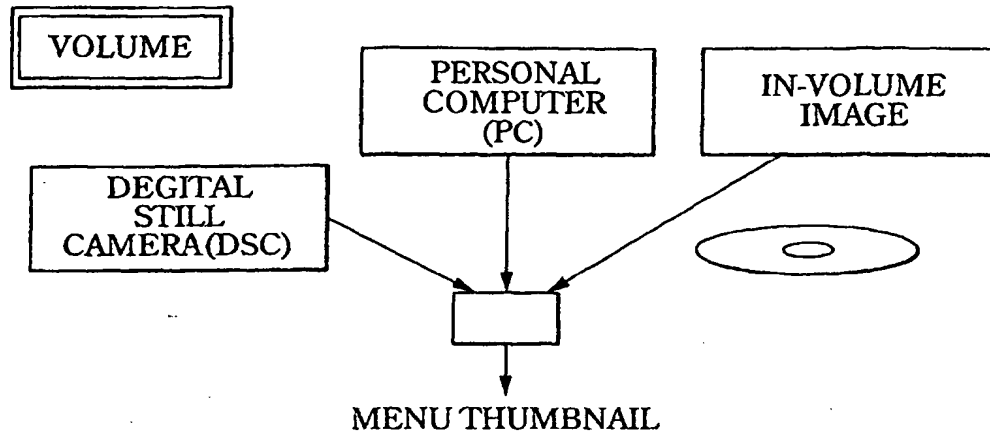 VOLUME
PERSONAL
COMPUTER
(PC)
IN-VOLUME
IMAGE
DEGITAL
STILL
CAMERA(DSC)
MENU THUMBNAIL